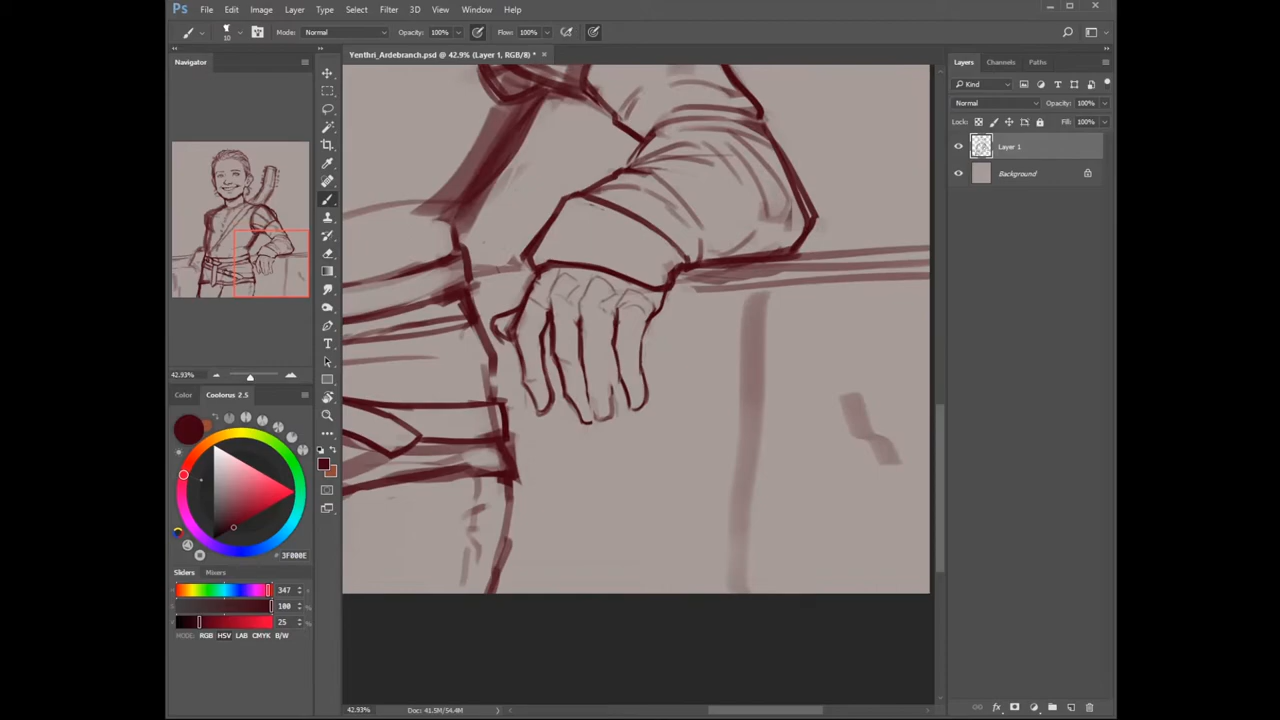 Ps File Edit Image Layer Type Select Filter 3D View Window Help
10 Mode: Normal Opacity: 100% Flow: 100%
Navigator
Yenthri_Ardebranch.psd @ 42.9% (Layer 1, RGB/8) *
Layers Channels Paths
Kind
Normal Opacity: 100%
Lock: Fill: 100%
Layer 1
Background
42.93%
Color Coolorus 2.5
# 3F000E
Sliders Mixers
H 347 °
S 100 %
V 25 %
MODE: RGB HSV LAB CMYK B/W
42.93% Doc: 41.5M/54.4M
fx